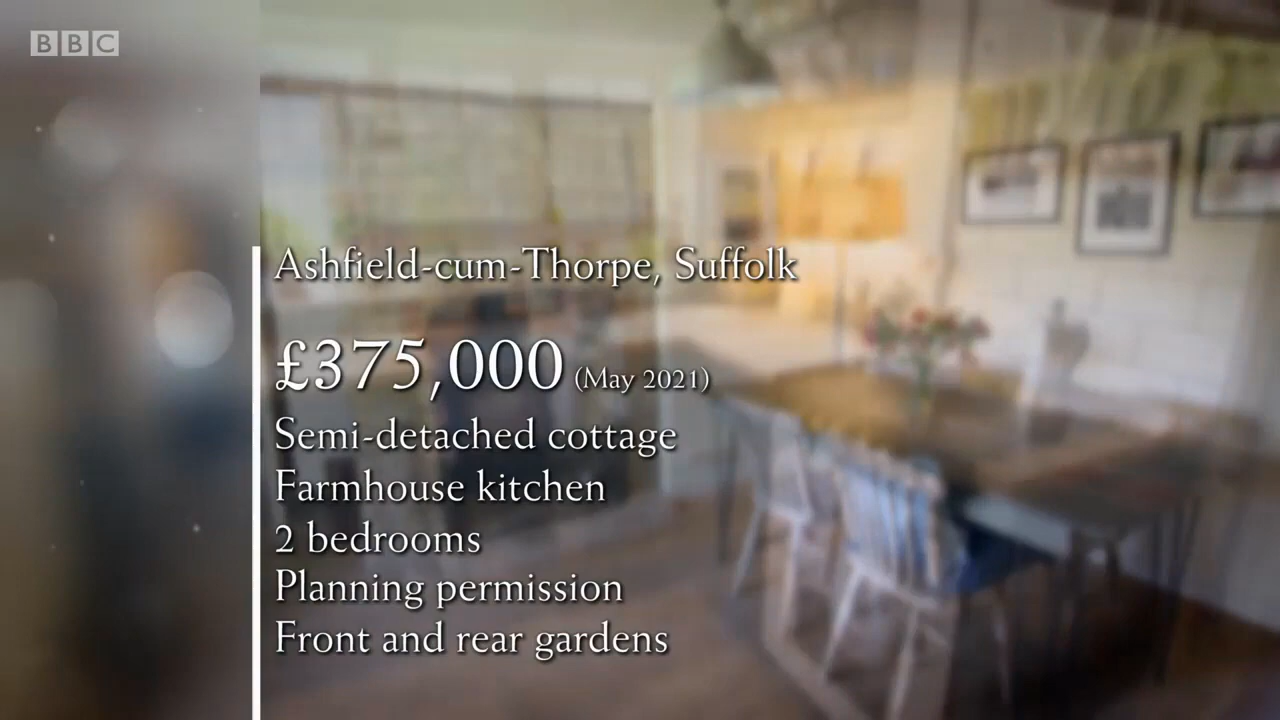 BBC
Ashfield-cum-Thorpe, Suffolk
£375,000 (May 2021)
Semi-detached cottage
Farmhouse kitchen
2 bedrooms
Planning permission
Front and rear gardens